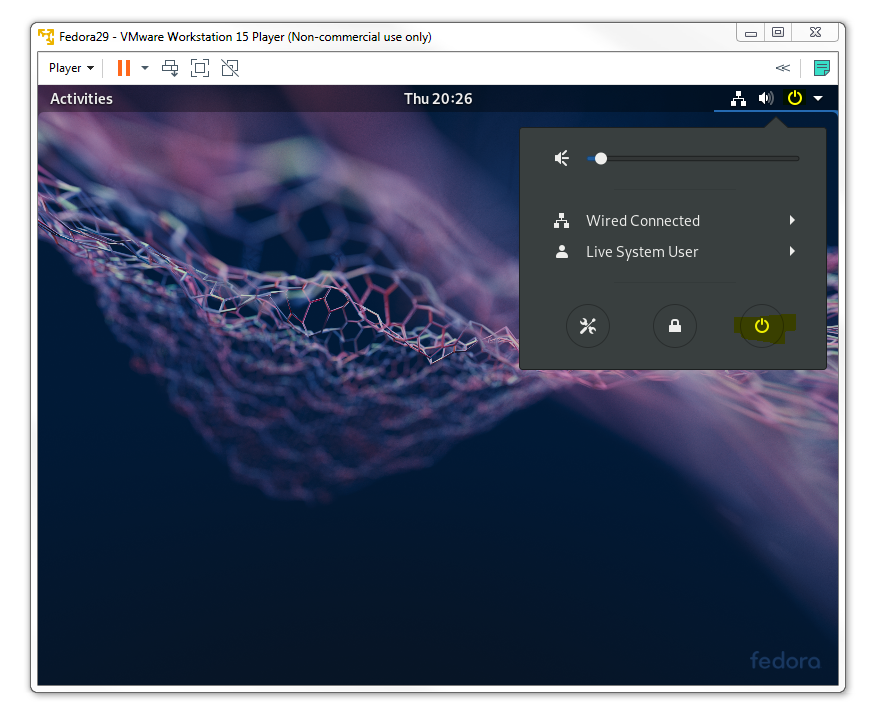 Fedora29 - VMware Workstation 15 Player (Non-commercial use only)
Player
Activities
Thu 20:26
Wired Connected
Live System User
fedora